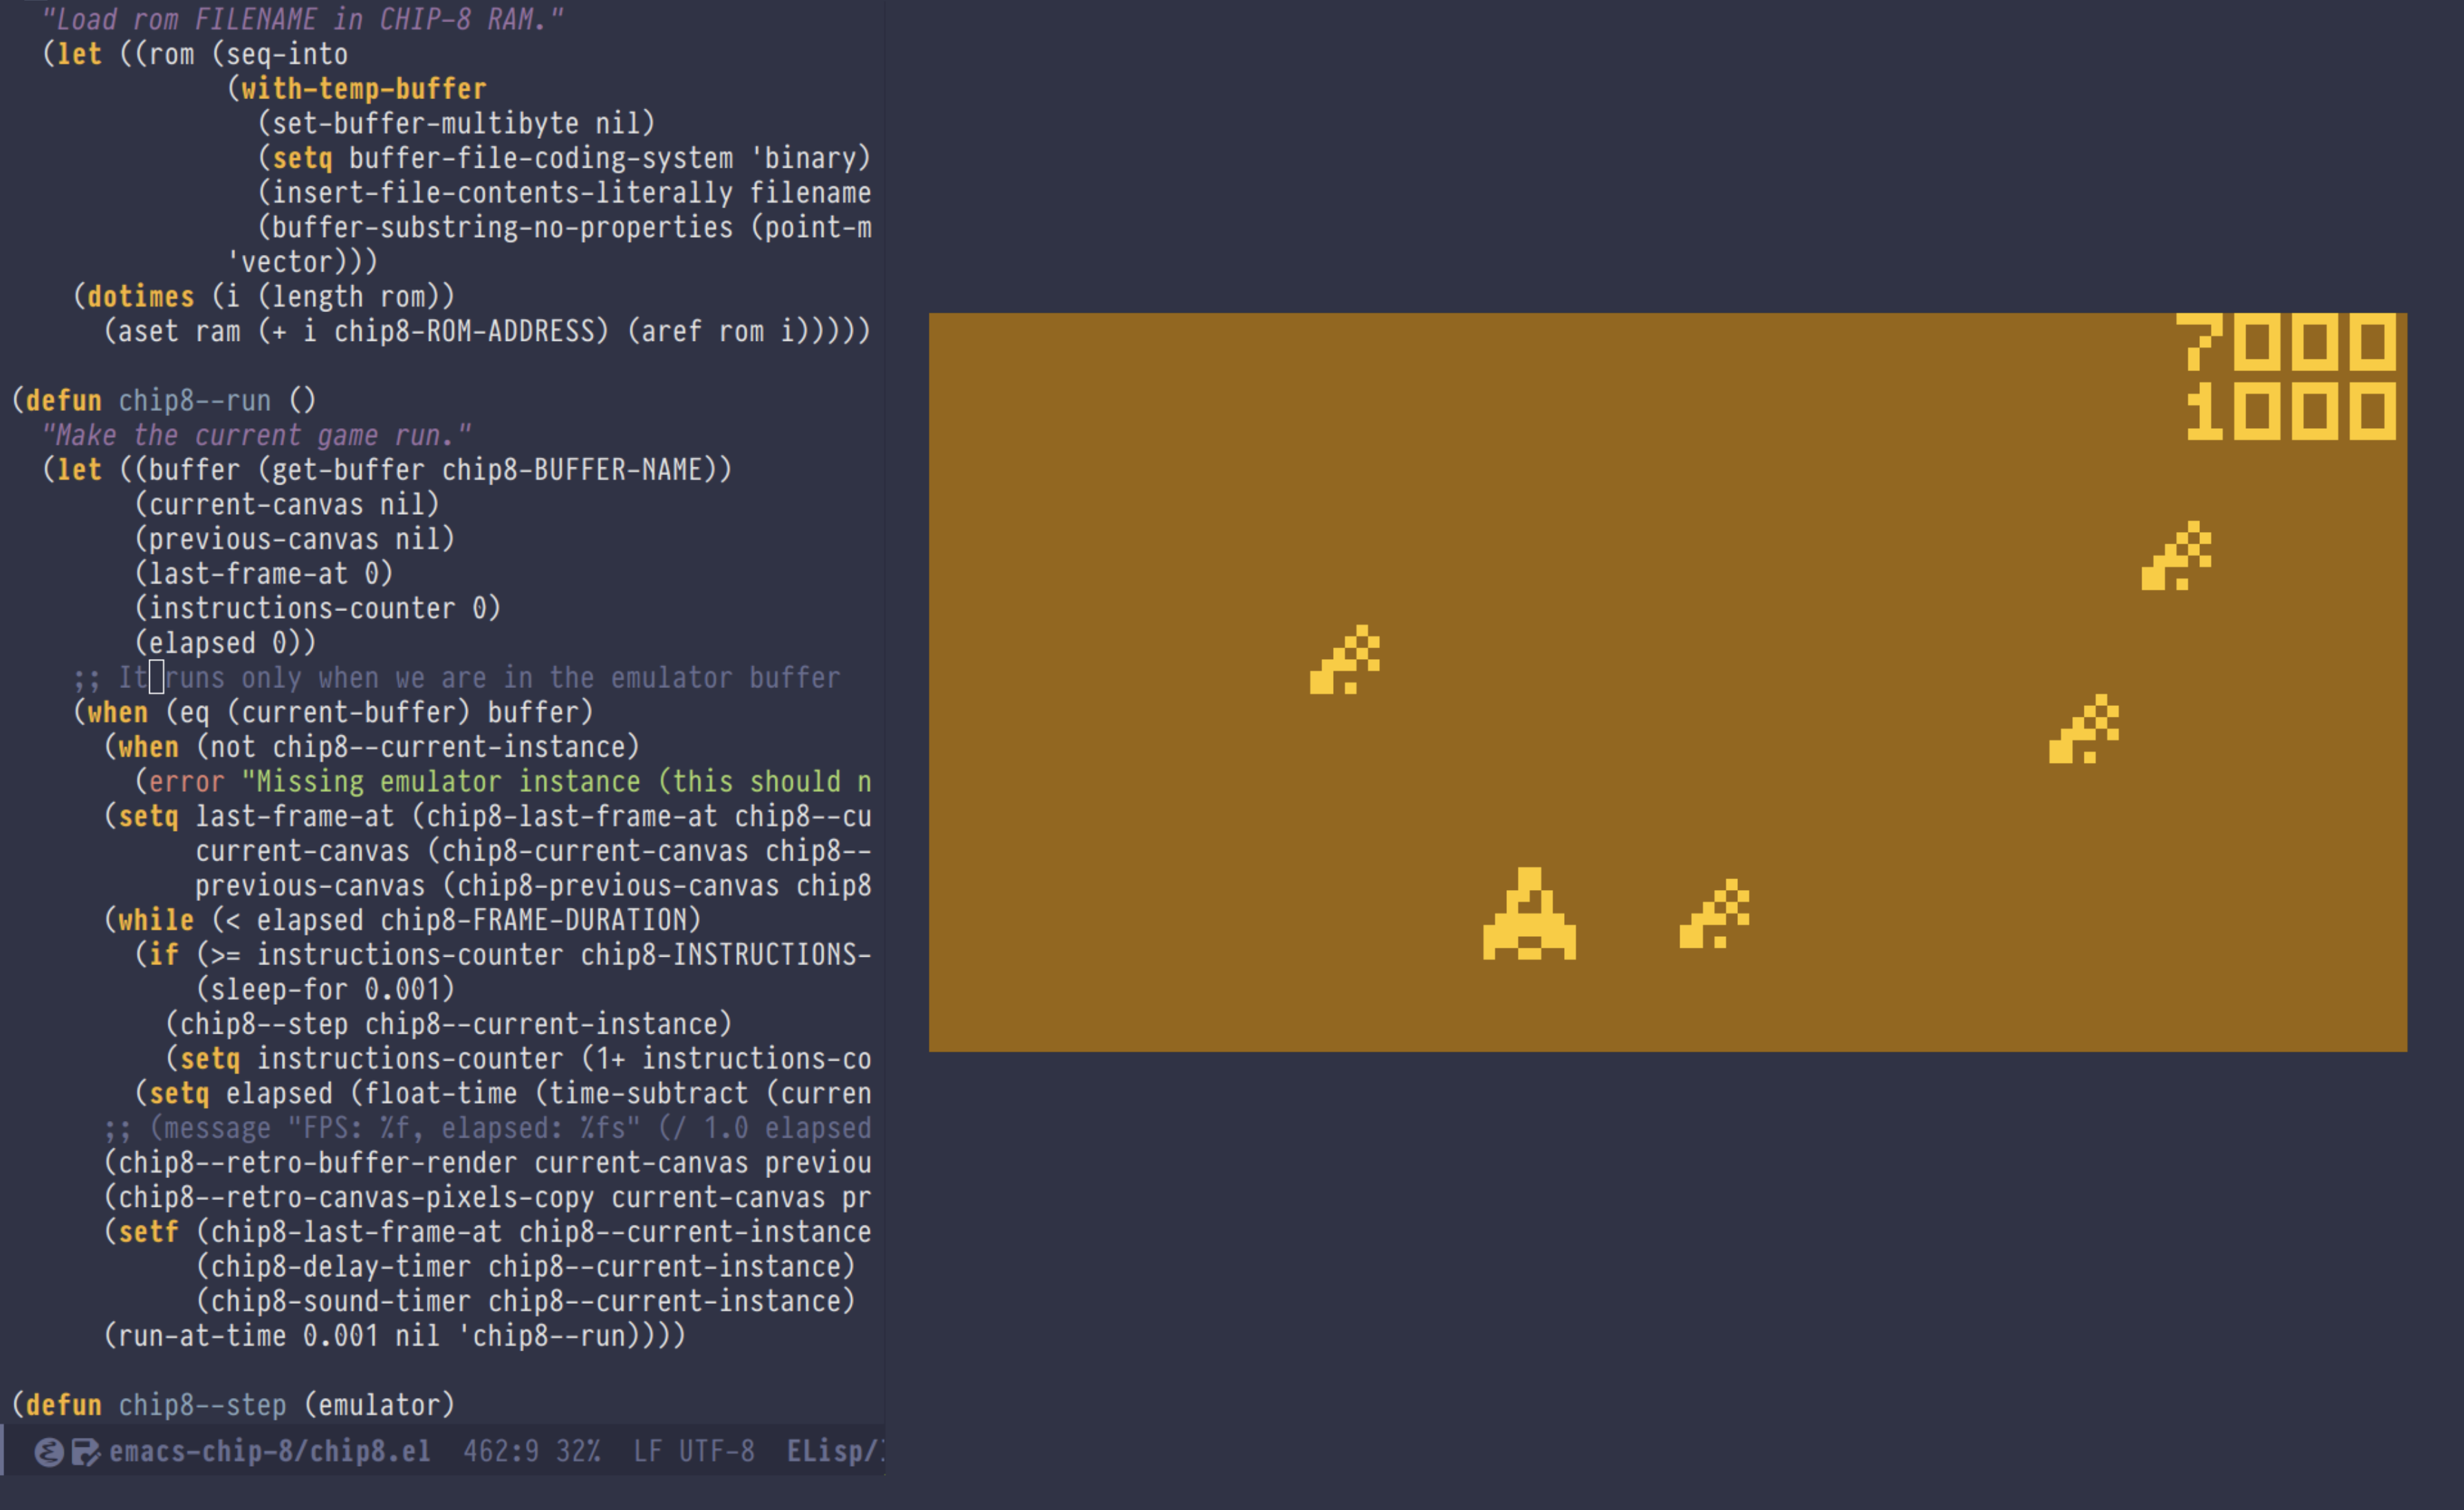 "Load rom FILENAME in CHIP-8 RAM."
(let ((rom (seq-into
(with-temp-buffer
(set-buffer-multibyte nil)
(setq buffer-file-coding-system 'binary)
(insert-file-contents-literally filename
(buffer-substring-no-properties (point-m
'vector)))
(dotimes (i (length rom))
(aset ram (+ i chip8-ROM-ADDRESS) (aref rom i)))))
(defun chip8--run ()
"Make the current game run."
(let ((buffer (get-buffer chip8-BUFFER-NAME))
(current-canvas nil)
(previous-canvas nil)
(last-frame-at 0)
(instructions-counter 0)
(elapsed 0))
;; It runs only when we are in the emulator buffer
(when (eq (current-buffer) buffer)
(when (not chip8--current-instance)
(error "Missing emulator instance (this should n
(setq last-frame-at (chip8-last-frame-at chip8--cu
current-canvas (chip8-current-canvas chip8--
previous-canvas (chip8-previous-canvas chip8
(while (< elapsed chip8-FRAME-DURATION)
(if (>= instructions-counter chip8-INSTRUCTIONS-
(sleep-for 0.001)
(chip8--step chip8--current-instance)
(setq instructions-counter (1+ instructions-co
(setq elapsed (float-time (time-subtract (curren
;; (message "FPS: %f, elapsed: %fs" (/ 1.0 elapsed
(chip8--retro-buffer-render current-canvas previou
(chip8--retro-canvas-pixels-copy current-canvas pr
(setf (chip8-last-frame-at chip8--current-instance
(chip8-delay-timer chip8--current-instance)
(chip8-sound-timer chip8--current-instance)
(run-at-time 0.001 nil 'chip8--run))))
(defun chip8--step (emulator)
emacs-chip-8/chip8.el 462:9 32% LF UTF-8 ELisp/
7000
1000